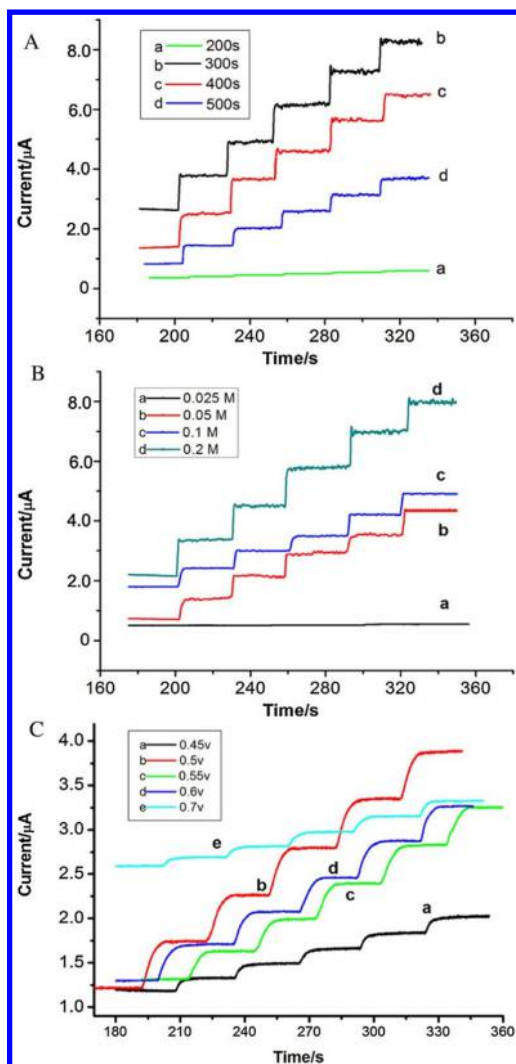 A
a 200s
b 300s
c 400s
d 500s
b
c
d
a
8.0
6.0
4.0
2.0
0
Current/μA
160 200 240 280 320 360
Time/s
B
a 0.025 M
b 0.05 M
c 0.1 M
d 0.2 M
d
c
b
a
8.0
6.0
4.0
2.0
0
Current/μA
160 200 240 280 320 360
Time/s
C
a 0.45v
b 0.5v
c 0.55v
d 0.6v
e 0.7v
e
b
d
c
a
4.0
3.5
3.0
2.5
2.0
1.5
1.0
Current/μA
180 210 240 270 300 330 360
Time/s